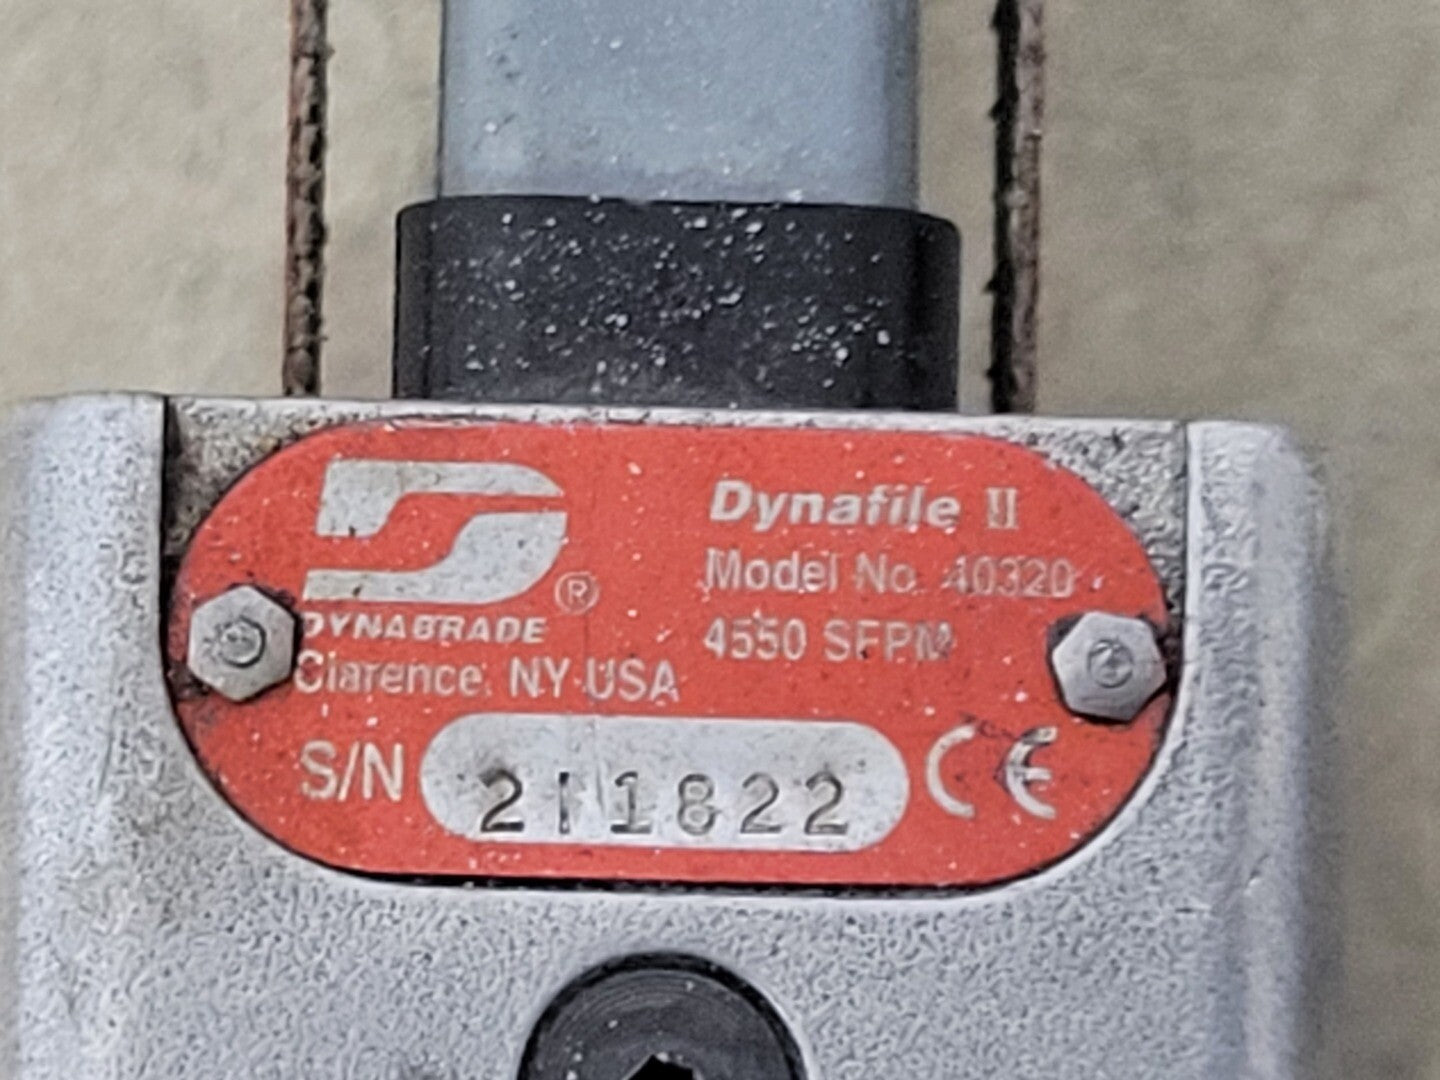 Dynafile II
Model No. 40320
4550 SFPM
®
DYNABRADE
Clarence, NY USA
S/N 211822 CE